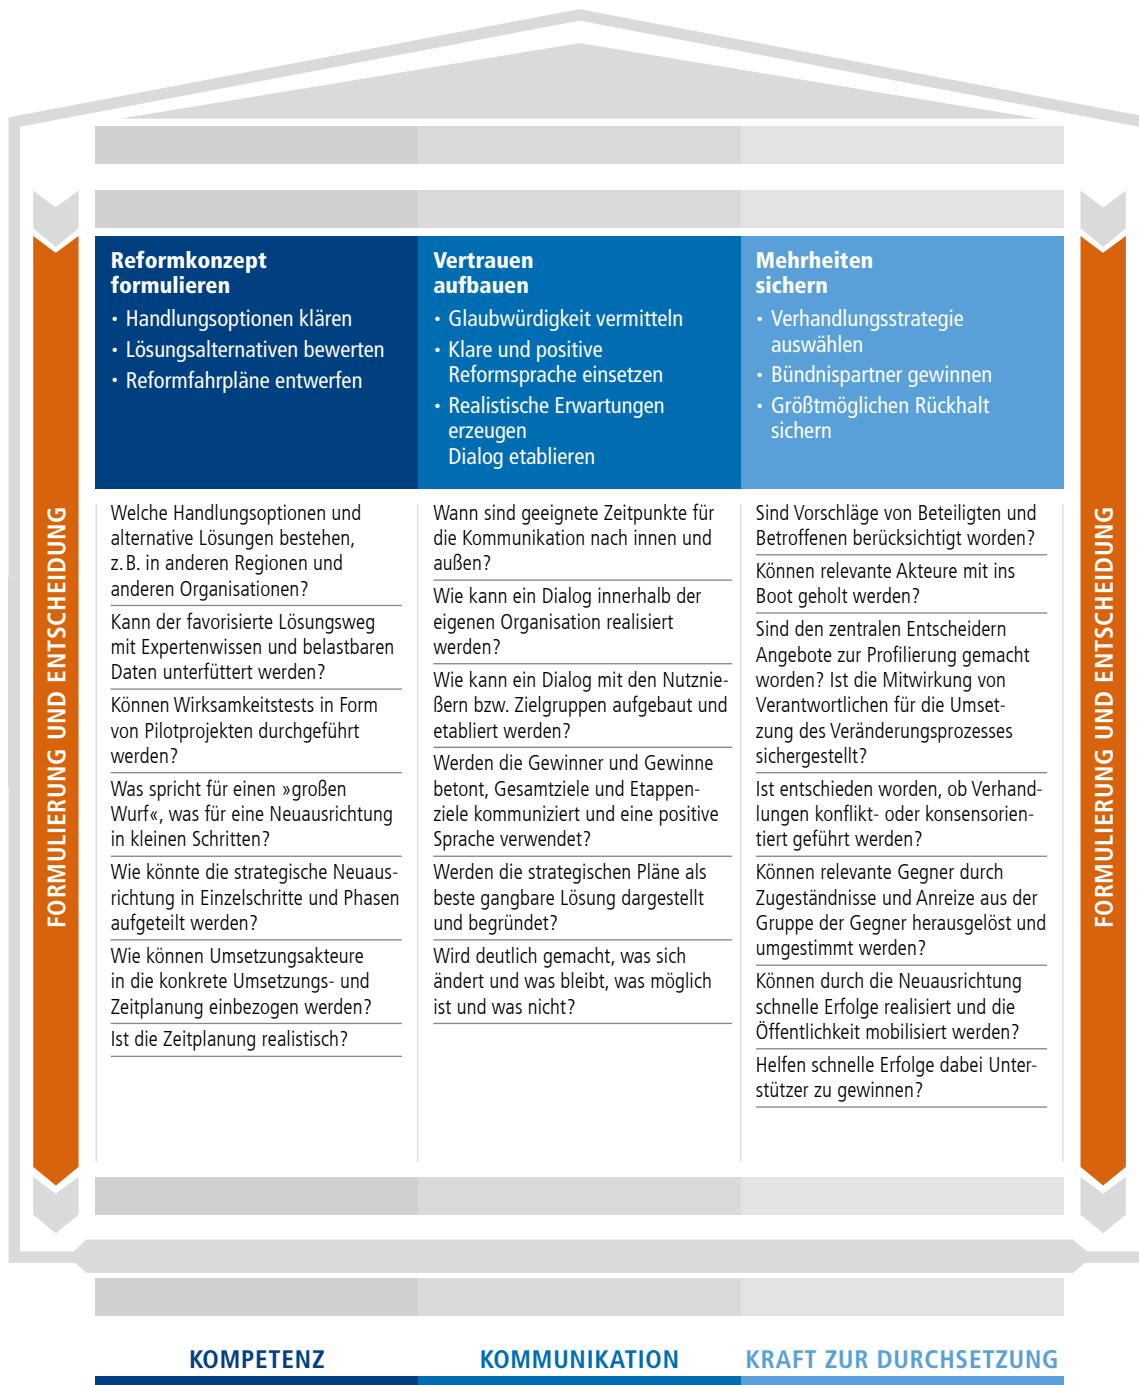 Reformkonzept
formulieren
• Handlungsoptionen klären
• Lösungsalternativen bewerten
• Reformfahrpläne entwerfen
Vertrauen
aufbauen
• Glaubwürdigkeit vermitteln
• Klare und positive
Reformsprache einsetzen
• Realistische Erwartungen
erzeugen
Dialog etablieren
Mehrheiten
sichern
• Verhandlungsstrategie
auswählen
• Bündnispartner gewinnen
• Größtmöglichen Rückhalt
sichern
FORMULIERUNG UND ENTSCHEIDUNG
Welche Handlungsoptionen und
alternative Lösungen bestehen,
z. B. in anderen Regionen und
anderen Organisationen?
Kann der favorisierte Lösungsweg
mit Expertenwissen und belastbaren
Daten unterfüttert werden?
Können Wirksamkeitstests in Form
von Pilotprojekten durchgeführt
werden?
Was spricht für einen »großen
Wurf«, was für eine Neuausrichtung
in kleinen Schritten?
Wie könnte die strategische Neuaus-
richtung in Einzelschritte und Phasen
aufgeteilt werden?
Wie können Umsetzungsakteure
in die konkrete Umsetzungs- und
Zeitplanung einbezogen werden?
Ist die Zeitplanung realistisch?
Wann sind geeignete Zeitpunkte für
die Kommunikation nach innen und
außen?
Wie kann ein Dialog innerhalb der
eigenen Organisation realisiert
werden?
Wie kann ein Dialog mit den Nutznie-
ßern bzw. Zielgruppen aufgebaut und
etabliert werden?
Werden die Gewinner und Gewinne
betont, Gesamtziele und Etappen-
ziele kommuniziert und eine positive
Sprache verwendet?
Werden die strategischen Pläne als
beste gangbare Lösung dargestellt
und begründet?
Wird deutlich gemacht, was sich
ändert und was bleibt, was möglich
ist und was nicht?
Sind Vorschläge von Beteiligten und
Betroffenen berücksichtigt worden?
Können relevante Akteure mit ins
Boot geholt werden?
Sind den zentralen Entscheidern
Angebote zur Profilierung gemacht
worden? Ist die Mitwirkung von
Verantwortlichen für die Umset-
zung des Veränderungsprozesses
sichergestellt?
Ist entschieden worden, ob Verhand-
lungen konflikt- oder konsensorien-
tiert geführt werden?
Können relevante Gegner durch
Zugeständnisse und Anreize aus der
Gruppe der Gegner herausgelöst und
umgestimmt werden?
Können durch die Neuausrichtung
schnelle Erfolge realisiert und die
Öffentlichkeit mobilisiert werden?
Helfen schnelle Erfolge dabei Unter-
stützer zu gewinnen?
FORMULIERUNG UND ENTSCHEIDUNG
KOMPETENZ
KOMMUNIKATION
KRAFT ZUR DURCHSETZUNG